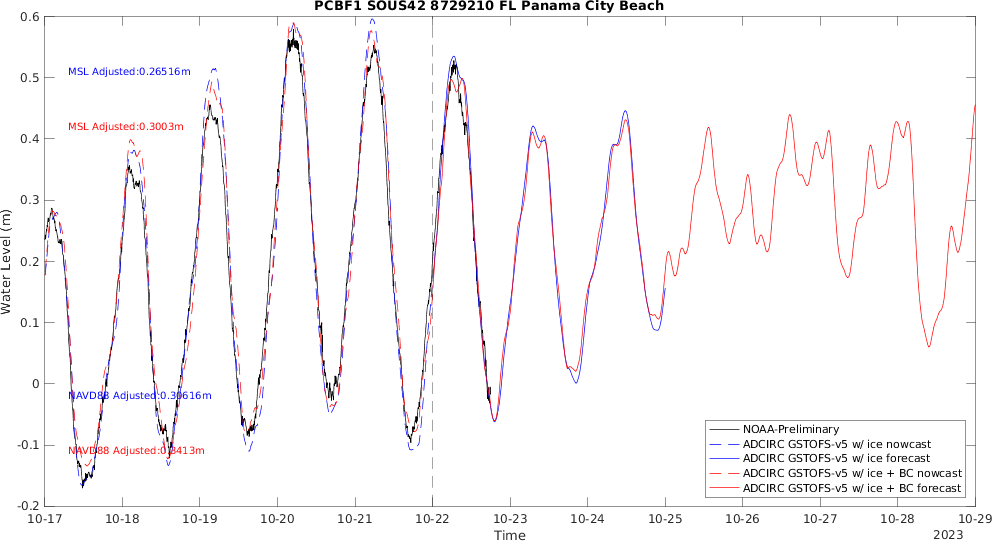 PCBF1 SOUS42 8729210 FL Panama City Beach
0.6
0.5
0.4
0.3
0.2
0.1
0
-0.1
-0.2
Water Level (m)
MSL Adjusted:0.26516m
MSL Adjusted:0.3003m
NAVD88 Adjusted:0.30616m
NAVD88 Adjusted:0.3413m
NOAA-Preliminary
ADCIRC GSTOFS-v5 w/ ice nowcast
ADCIRC GSTOFS-v5 w/ ice forecast
ADCIRC GSTOFS-v5 w/ ice + BC nowcast
ADCIRC GSTOFS-v5 w/ ice + BC forecast
10-17 10-18 10-19 10-20 10-21 10-22 10-23 10-24 10-25 10-26 10-27 10-28 10-29
Time
2023